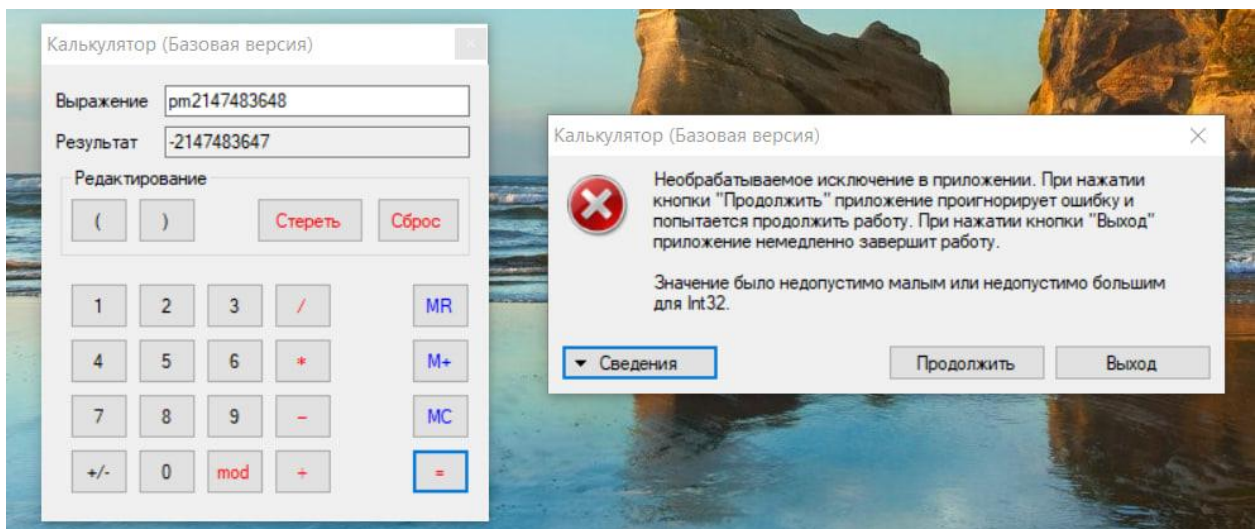 Калькулятор (Базовая версия)
Выражение pm2147483648
Результат -2147483647
Редактирование
( ) Стереть Сброс
1 2 3 / MR
4 5 6 * M+
7 8 9 - MC
+/- 0 mod + =
Калькулятор (Базовая версия)
Необрабатываемое исключение в приложении. При нажатии
кнопки "Продолжить" приложение проигнорирует ошибку и
попытается продолжить работу. При нажатии кнопки "Выход"
приложение немедленно завершит работу.
Значение было недопустимо малым или недопустимо большим
для Int32.
Сведения Продолжить Выход